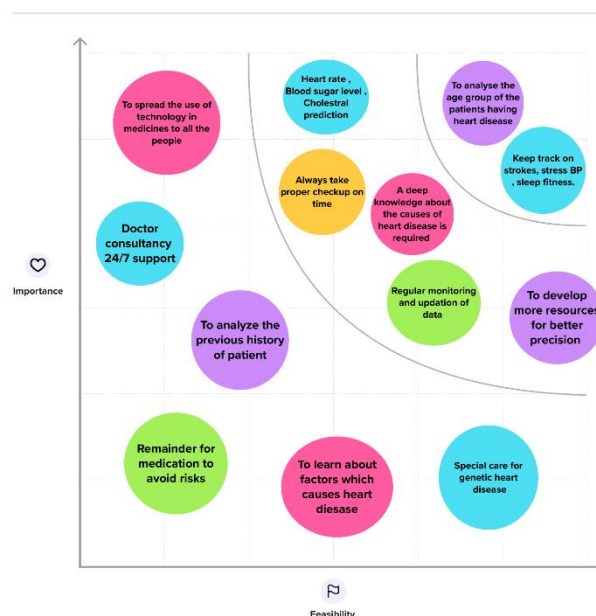 To spread the use of
technology in
medicines to all the
people
Heart rate ,
Blood sugar level ,
Cholestral
prediction
To analyse the
age group of the
patients having
heart disease
Keep track on
strokes, stress BP
, sleep fitness.
Always take
proper checkup on
time
A deep
knowledge about
the causes of
heart disease is
required
Doctor
consultancy
24/7 support
Importance
Regular monitoring
and updation of
data
To develop
more resources
for better
precision
To analyze the
previous history
of patient
Remainder for
medication to
avoid risks
To learn about
factors which
causes heart
diesase
Special care for
genetic heart
disease
Feasibility